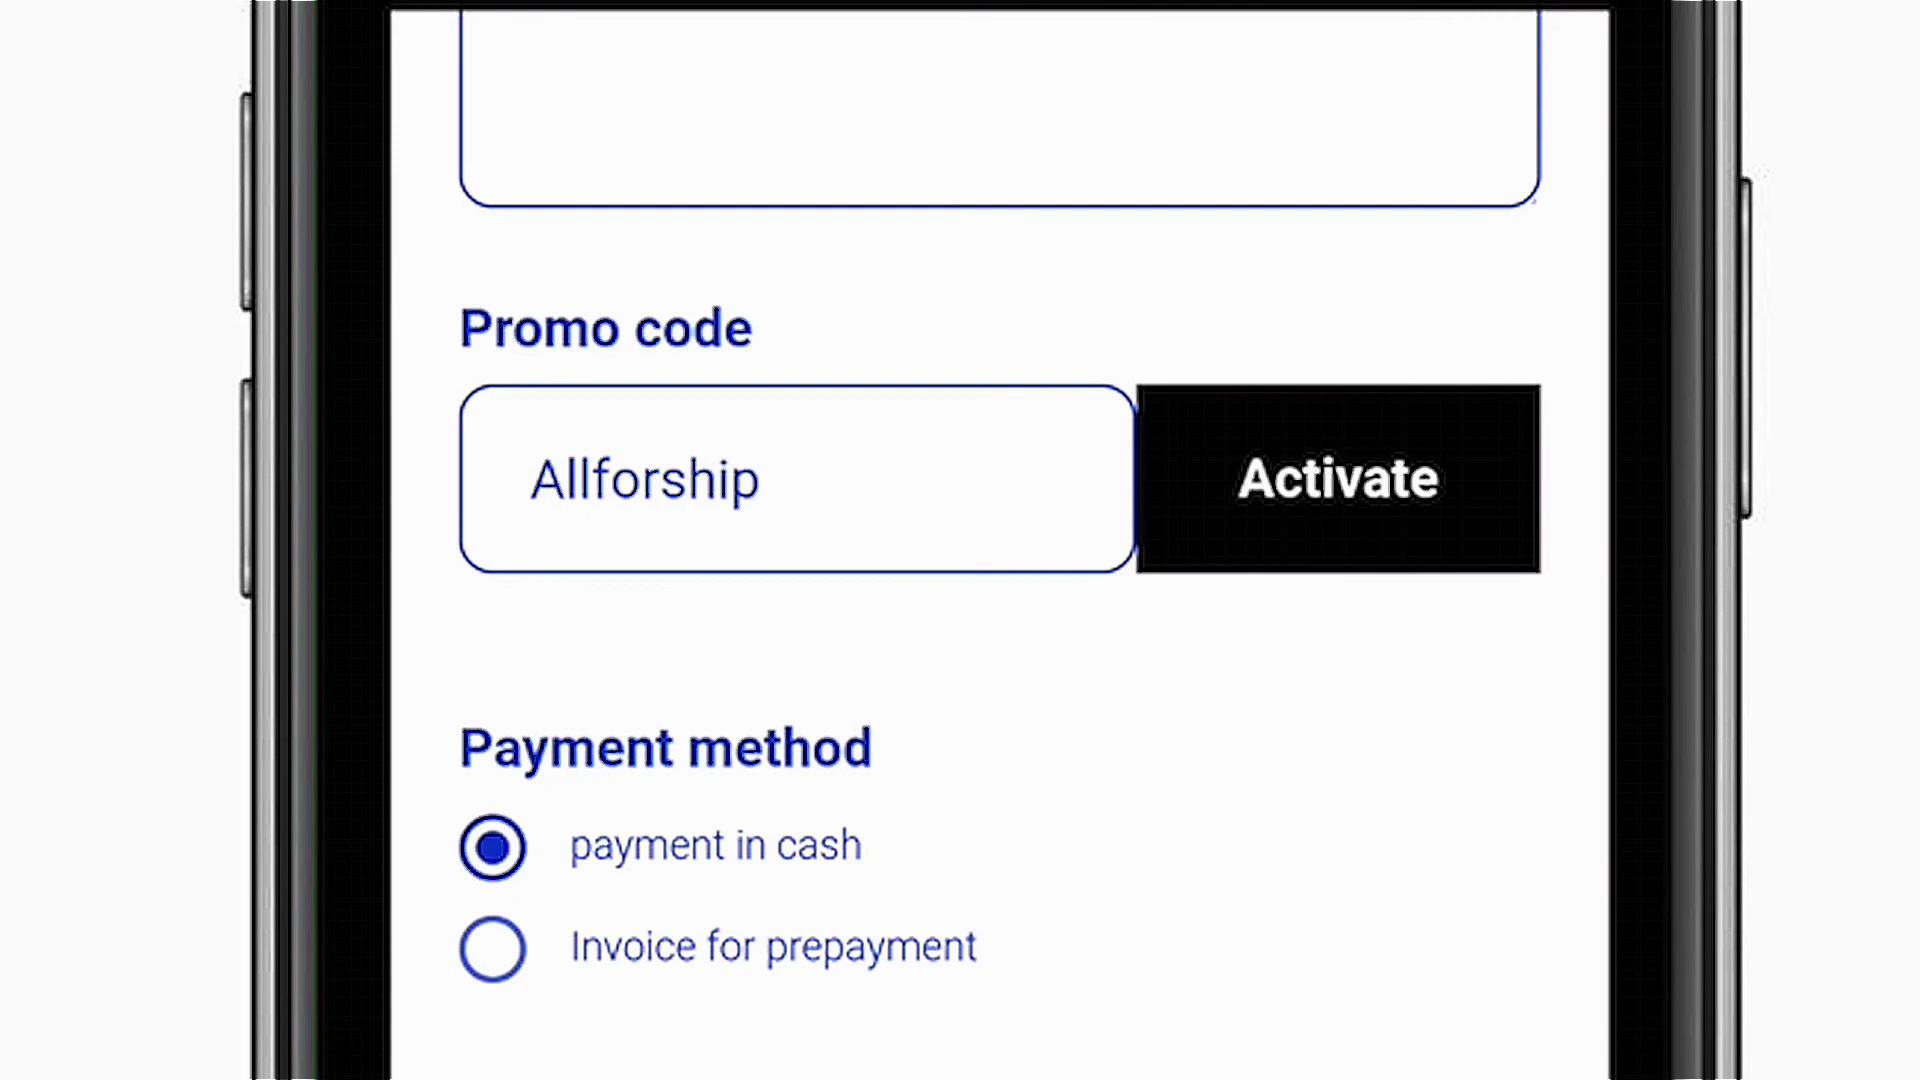 Promo code
Allforship
Activate
Payment method
payment in cash
Invoice for prepayment